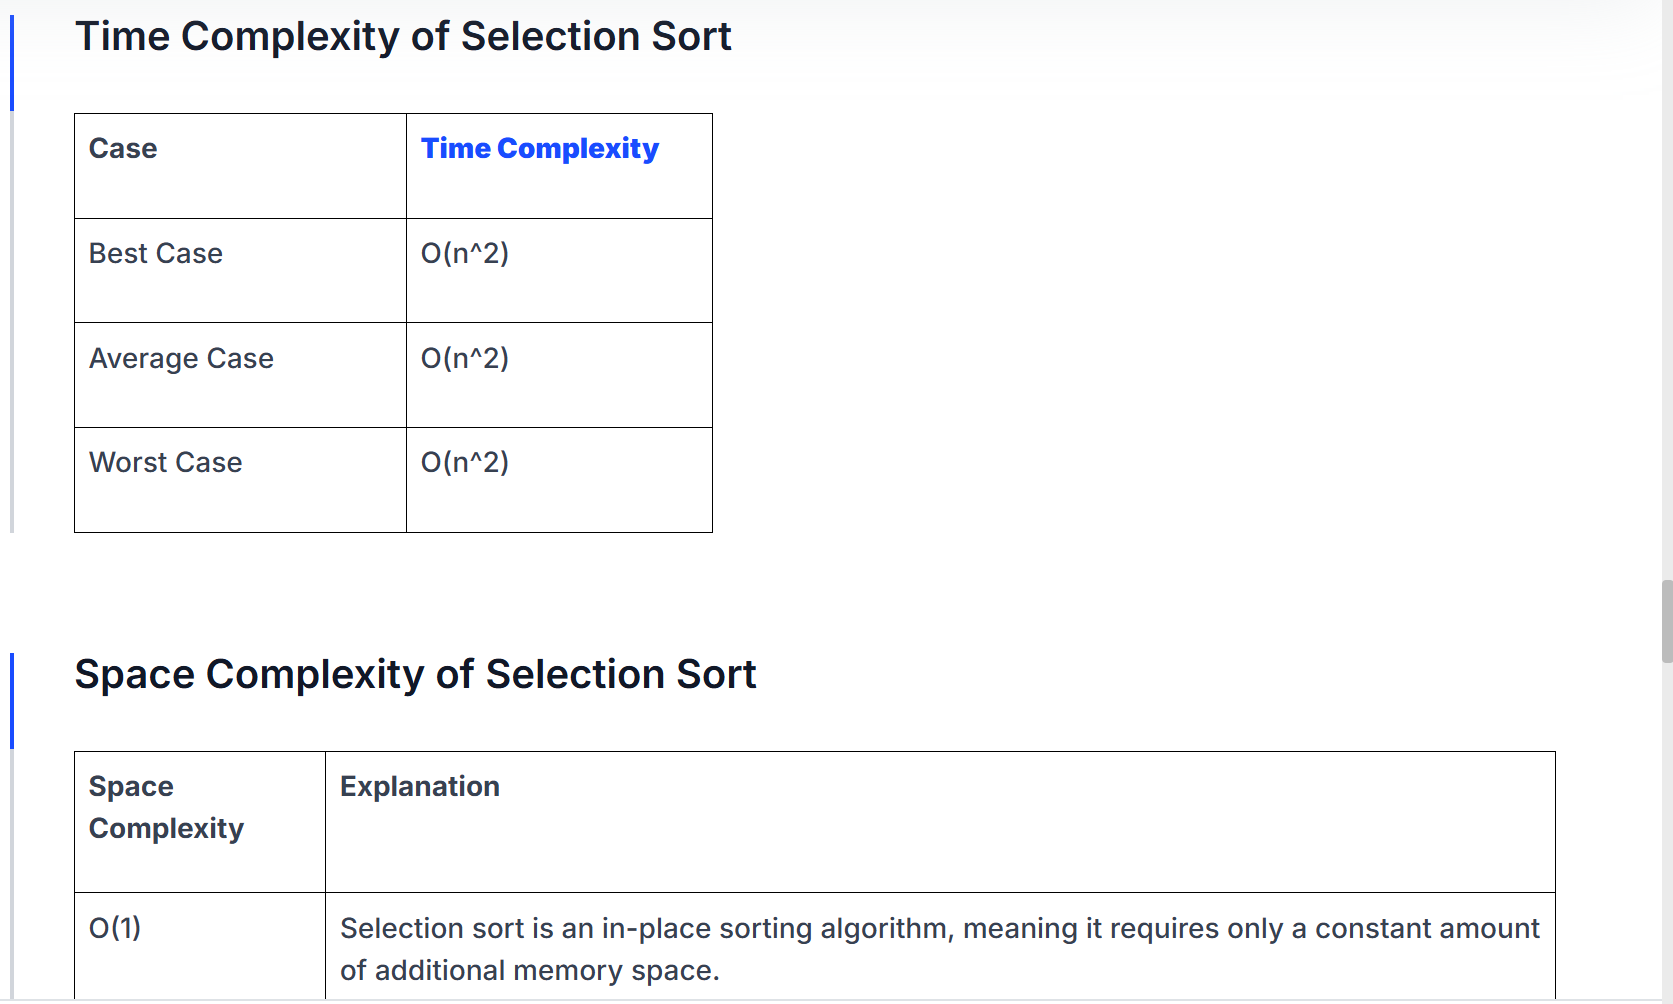 Time Complexity of Selection Sort
Case
Time Complexity
Best Case
O(n^2)
Average Case
O(n^2)
Worst Case
O(n^2)
Space Complexity of Selection Sort
Space
Complexity
Explanation
O(1)
Selection sort is an in-place sorting algorithm, meaning it requires only a constant amount
of additional memory space.